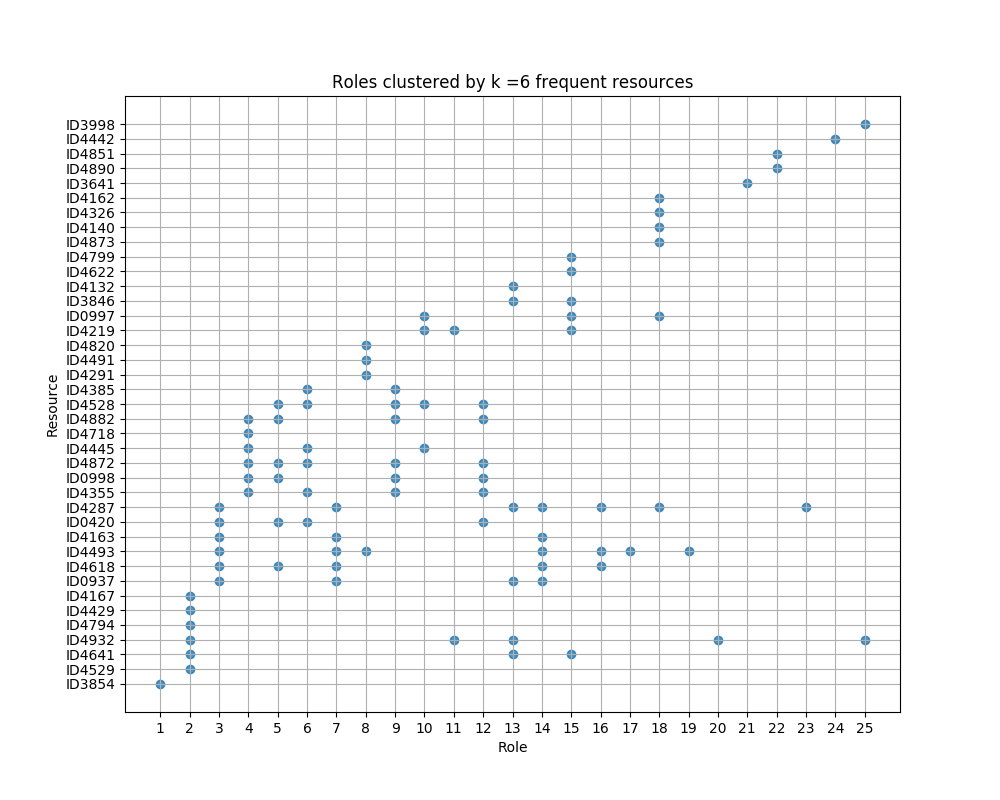 Roles clustered by k =6 frequent resources
ID3998
ID4442
ID4851
ID4890
ID3641
ID4162
ID4326
ID4140
ID4873
ID4799
ID4622
ID4132
ID3846
ID0997
ID4219
ID4820
ID4491
ID4291
ID4385
ID4528
ID4882
ID4718
ID4445
ID4872
ID0998
ID4355
ID4287
ID0420
ID4163
ID4493
ID4618
ID0937
ID4167
ID4429
ID4794
ID4932
ID4641
ID4529
ID3854
Resource
1 2 3 4 5 6 7 8 9 10 11 12 13 14 15 16 17 18 19 20 21 22 23 24 25
Role